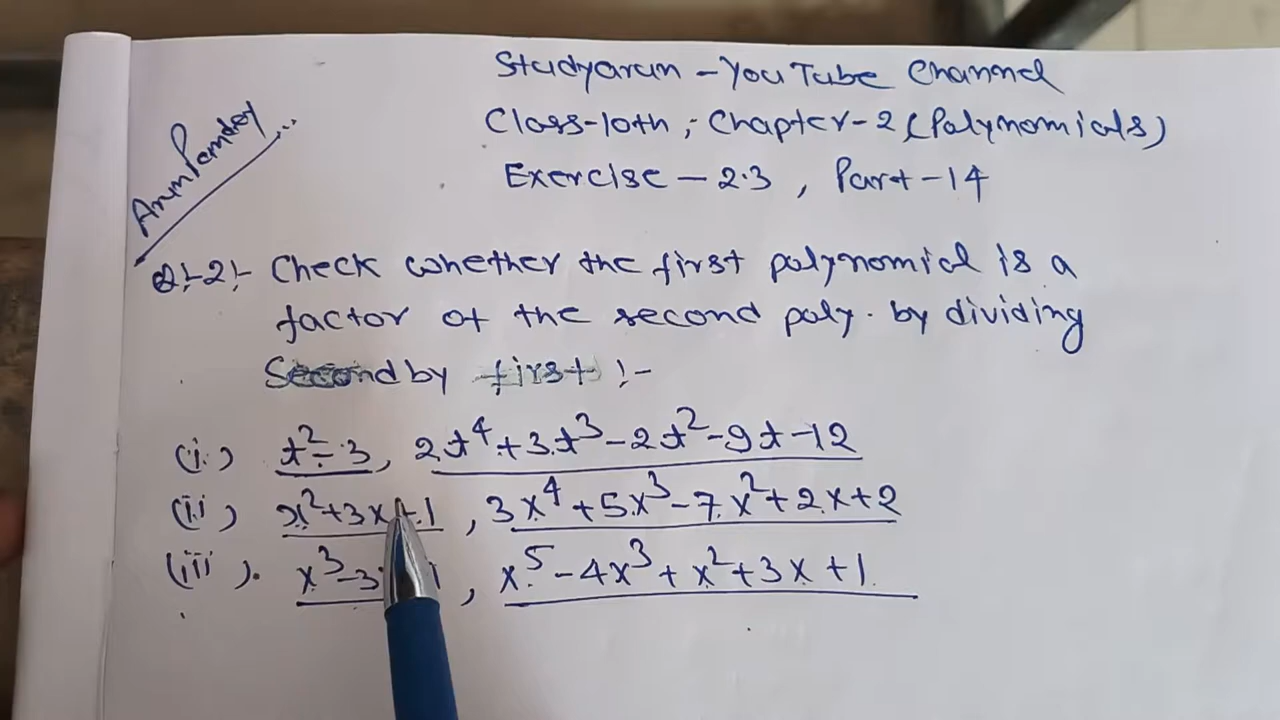 Studyarun - YouTube Channel
Class-10th, Chapter-2 (Polynomials)
Exercise - 2.3, Part-14
Arun Pandey...
Q:-2:- Check whether the first polynomial is a
factor of the second poly. by dividing
Second by first :-
(i.) t²-3, 2t⁴+3t³-2t²-9t-12
(ii) x²+3x+1, 3x⁴+5x³-7x²+2x+2
(iii). x³-3 1, x⁵-4x³+x²+3x+1.